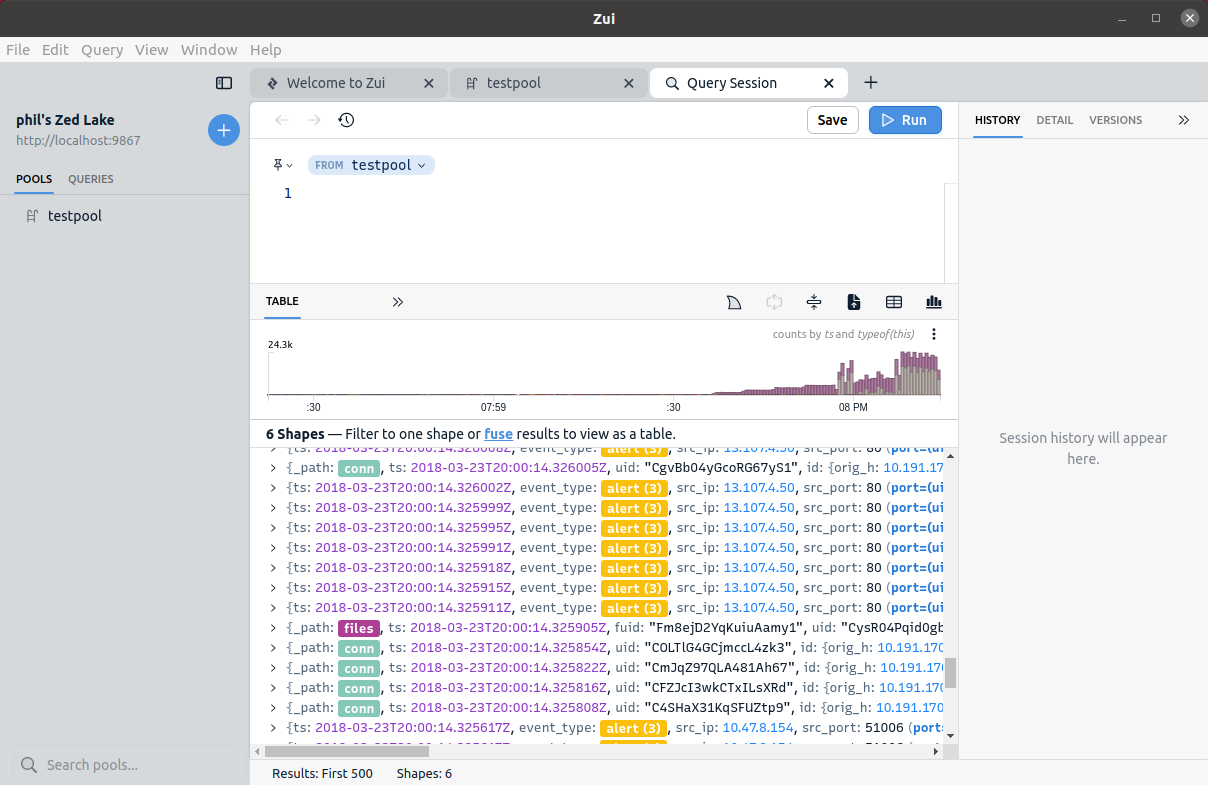 Zui
File Edit Query View Window Help
Welcome to Zui
testpool
Query Session
phil's Zed Lake
http://localhost:9867
POOLS QUERIES
testpool
Search pools...
Save
Run
FROM testpool
1
TABLE
counts by ts and typeof(this)
24.3k
:30 07:59 :30 08 PM
6 Shapes — Filter to one shape or fuse results to view as a table.
{_path: conn, ts: 2018-03-23T20:00:14.326005Z, uid: "CgvBb04yGcoRG67yS1", id: {orig_h: 10.191.17
{ts: 2018-03-23T20:00:14.326002Z, event_type: alert (3), src_ip: 13.107.4.50, src_port: 80 (port=(ui
{ts: 2018-03-23T20:00:14.325999Z, event_type: alert (3), src_ip: 13.107.4.50, src_port: 80 (port=(ui
{ts: 2018-03-23T20:00:14.325995Z, event_type: alert (3), src_ip: 13.107.4.50, src_port: 80 (port=(ui
{ts: 2018-03-23T20:00:14.325991Z, event_type: alert (3), src_ip: 13.107.4.50, src_port: 80 (port=(ui
{ts: 2018-03-23T20:00:14.325918Z, event_type: alert (3), src_ip: 13.107.4.50, src_port: 80 (port=(ui
{ts: 2018-03-23T20:00:14.325915Z, event_type: alert (3), src_ip: 13.107.4.50, src_port: 80 (port=(ui
{ts: 2018-03-23T20:00:14.325911Z, event_type: alert (3), src_ip: 13.107.4.50, src_port: 80 (port=(ui
{_path: files, ts: 2018-03-23T20:00:14.325905Z, fuid: "Fm8ejD2YqKuiuAamy1", uid: "CysR04Pqid0gb
{_path: conn, ts: 2018-03-23T20:00:14.325854Z, uid: "COLTlG4GCjmccL4zk3", id: {orig_h: 10.191.170
{_path: conn, ts: 2018-03-23T20:00:14.325822Z, uid: "CmJqZ97QLA481Ah67", id: {orig_h: 10.191.170
{_path: conn, ts: 2018-03-23T20:00:14.325816Z, uid: "CFZJcI3wkCTxILsXRd", id: {orig_h: 10.191.170
{_path: conn, ts: 2018-03-23T20:00:14.325808Z, uid: "C4SHaX31KqSFUZtp9", id: {orig_h: 10.191.170
{ts: 2018-03-23T20:00:14.325617Z, event_type: alert (3), src_ip: 10.47.8.154, src_port: 51006 (port=
Results: First 500 Shapes: 6
HISTORY DETAIL VERSIONS
Session history will appear
here.